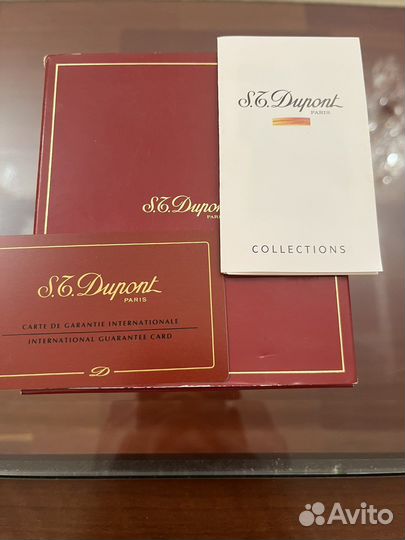 S.T. Dupont
PARIS
COLLECTIONS
S.T. Dupont
PARIS
S.T. Dupont
PARIS
CARTE DE GARANTIE INTERNATIONALE
INTERNATIONAL GUARANTEE CARD
D
Avito